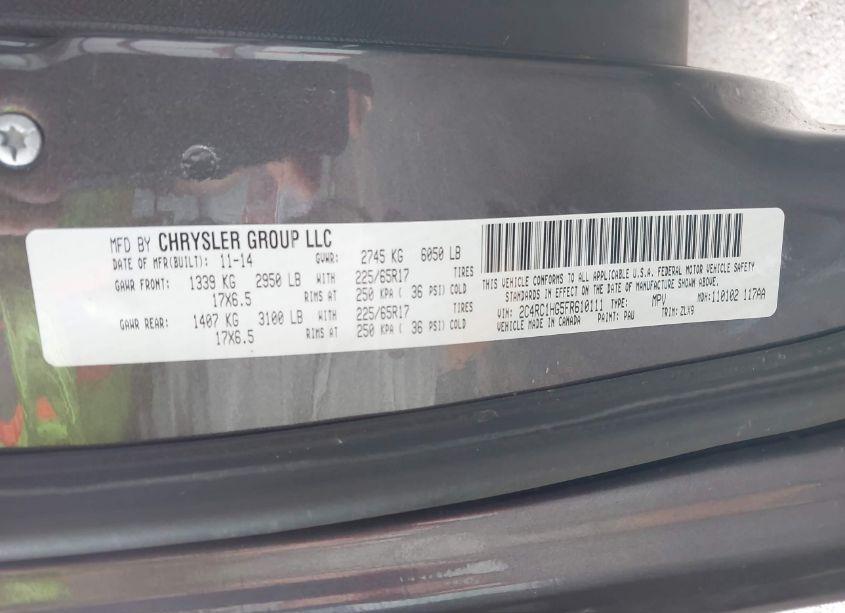 MFD BY CHRYSLER GROUP LLC
DATE OF MFR(BUILT): 11-14 GVWR: 2745 KG 6050 LB
GAWR FRONT: 1339 KG 2950 LB WITH 225/65R17 TIRES
17X6.5 RIMS AT 250 KPA ( 36 PSI) COLD
GAWR REAR: 1407 KG 3100 LB WITH 225/65R17 TIRES
17X6.5 RIMS AT 250 KPA ( 36 PSI) COLD
THIS VEHICLE CONFORMS TO ALL APPLICABLE U.S.A. FEDERAL MOTOR VEHICLE SAFETY
STANDARDS IN EFFECT ON THE DATE OF MANUFACTURE SHOWN ABOVE.
VIN: 2C4RC1HG5FR610111 TYPE: MPV MDH: 110102 117AA
VEHICLE MADE IN CANADA PAINT: PAU TRIM: ZLX9